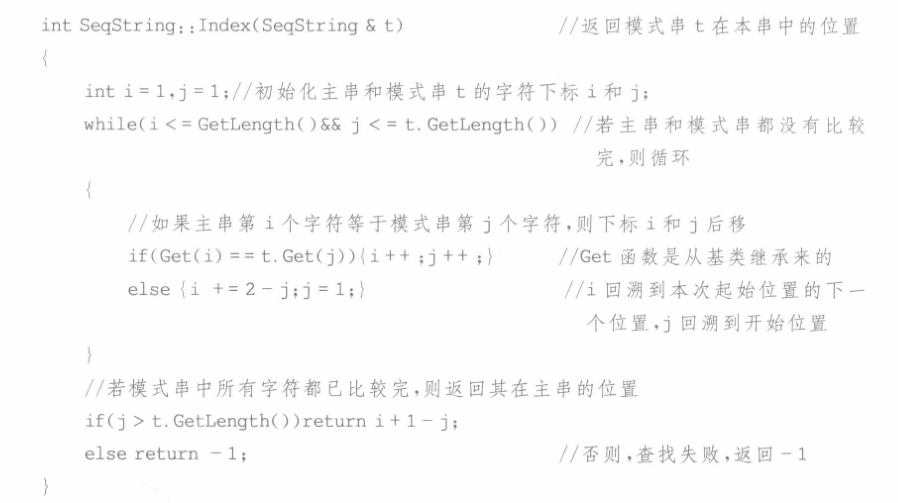 int SeqString::Index(SeqString & t) //返回模式串 t 在本串中的位置
{
int i=1,j=1;//初始化主串和模式串 t 的字符下标 i 和 j;
while(i<=GetLength()&& j<=t.GetLength()) //若主串和模式串都没有比较
完,则循环
{
//如果主串第 i 个字符等于模式串第 j 个字符,则下标 i 和 j 后移
if(Get(i)==t.Get(j)){i++;j++;} //Get 函数是从基类继承来的
else {i +=2-j;j=1;} //i 回溯到本次起始位置的下一
个位置,j 回溯到开始位置
}
//若模式串中所有字符都已比较完,则返回其在主串的位置
if(j>t.GetLength())return i+1-j;
else return -1; //否则,查找失败,返回-1
}